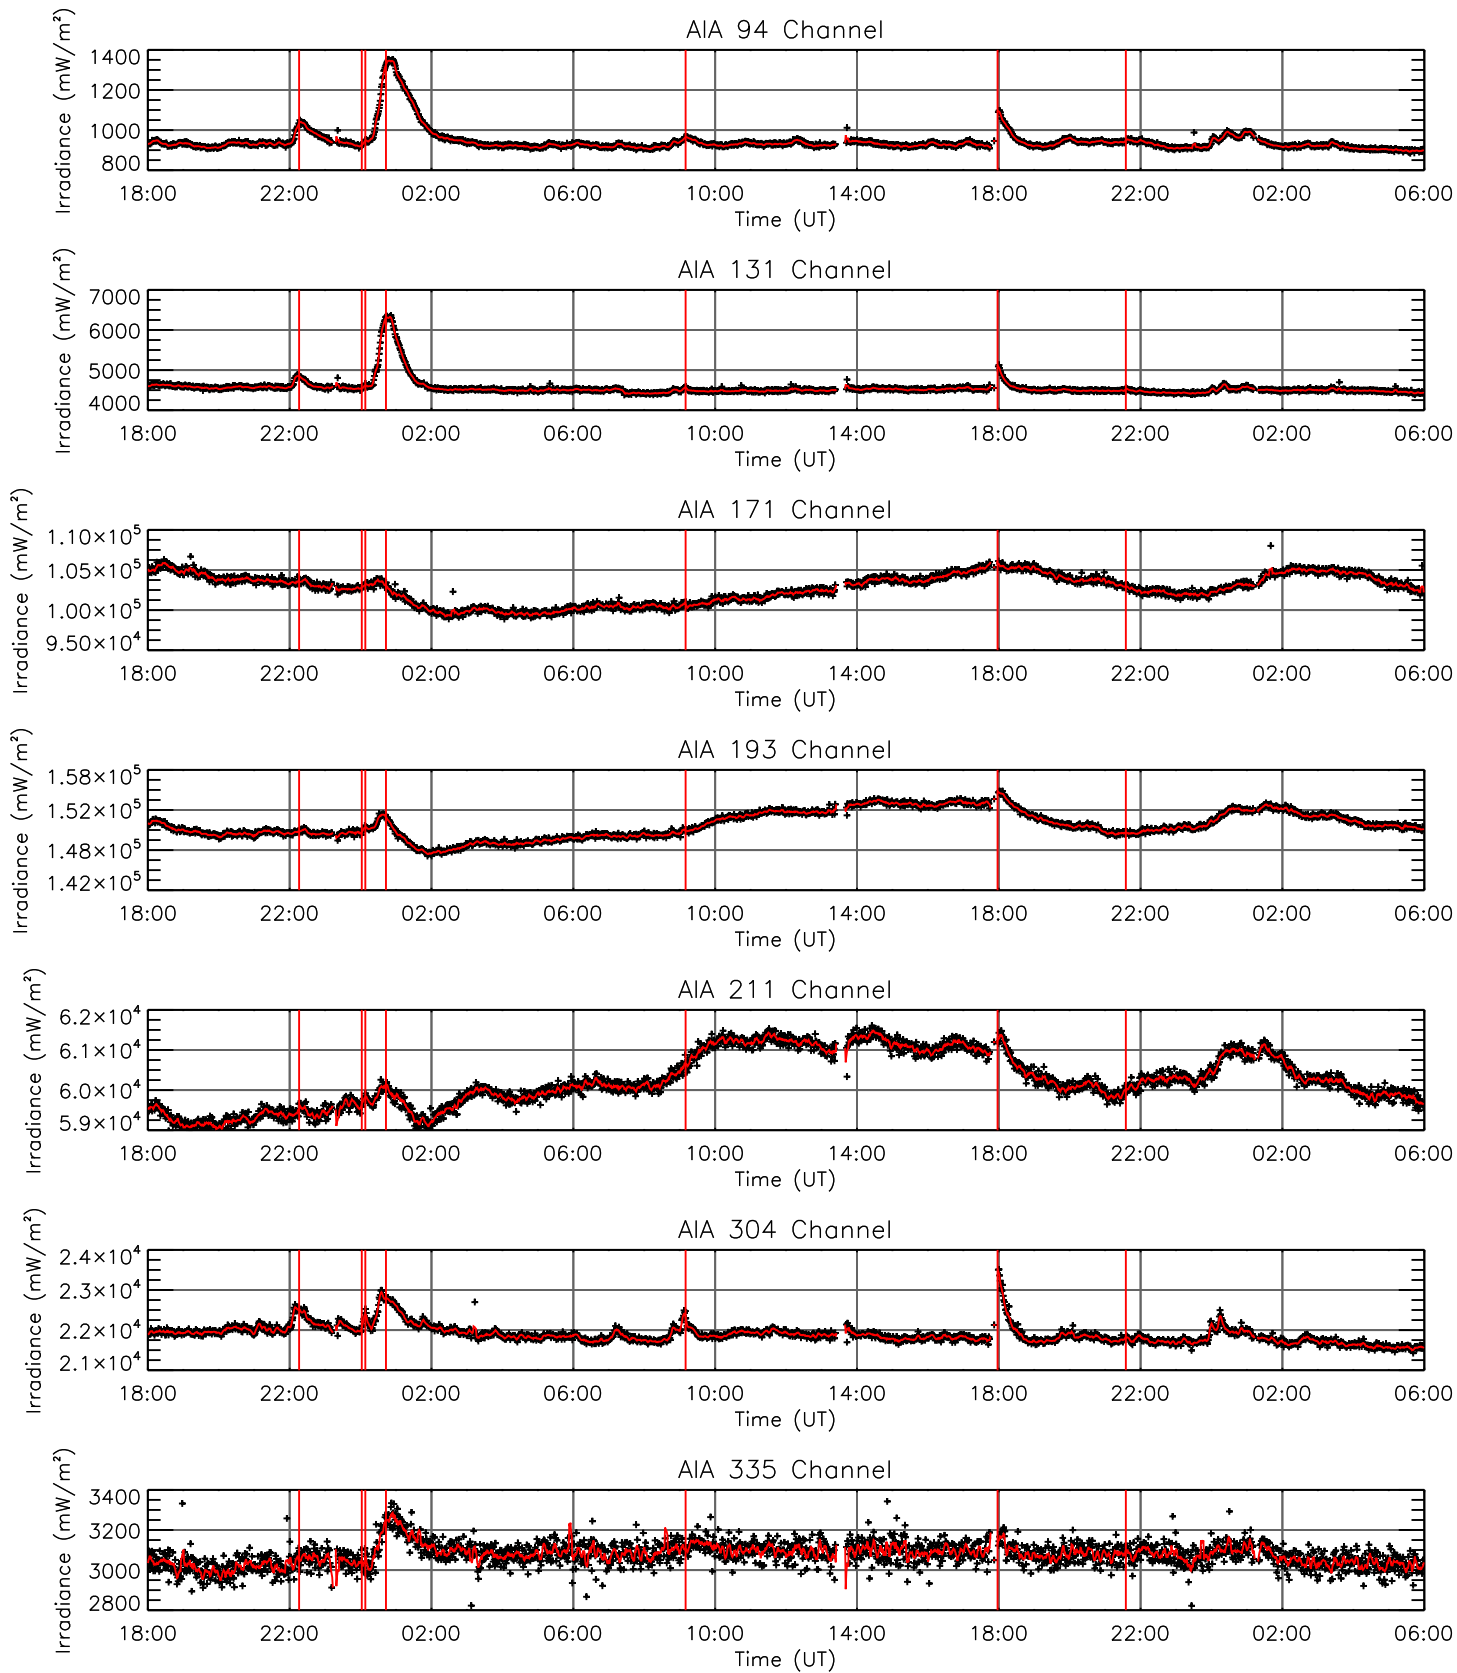 AIA 94 Channel
Irradiance (mW/m²)
1400
1200
1000
800
18:00 22:00 02:00 06:00 10:00 14:00 18:00 22:00 02:00 06:00
Time (UT)
AIA 131 Channel
Irradiance (mW/m²)
7000
6000
5000
4000
18:00 22:00 02:00 06:00 10:00 14:00 18:00 22:00 02:00 06:00
Time (UT)
AIA 171 Channel
Irradiance (mW/m²)
1.10×10⁵
1.05×10⁵
1.00×10⁵
9.50×10⁴
18:00 22:00 02:00 06:00 10:00 14:00 18:00 22:00 02:00 06:00
Time (UT)
AIA 193 Channel
Irradiance (mW/m²)
1.58×10⁵
1.52×10⁵
1.48×10⁵
1.42×10⁵
18:00 22:00 02:00 06:00 10:00 14:00 18:00 22:00 02:00 06:00
Time (UT)
AIA 211 Channel
Irradiance (mW/m²)
6.2×10⁴
6.1×10⁴
6.0×10⁴
5.9×10⁴
18:00 22:00 02:00 06:00 10:00 14:00 18:00 22:00 02:00 06:00
Time (UT)
AIA 304 Channel
Irradiance (mW/m²)
2.4×10⁴
2.3×10⁴
2.2×10⁴
2.1×10⁴
18:00 22:00 02:00 06:00 10:00 14:00 18:00 22:00 02:00 06:00
Time (UT)
AIA 335 Channel
Irradiance (mW/m²)
3400
3200
3000
2800
18:00 22:00 02:00 06:00 10:00 14:00 18:00 22:00 02:00 06:00
Time (UT)